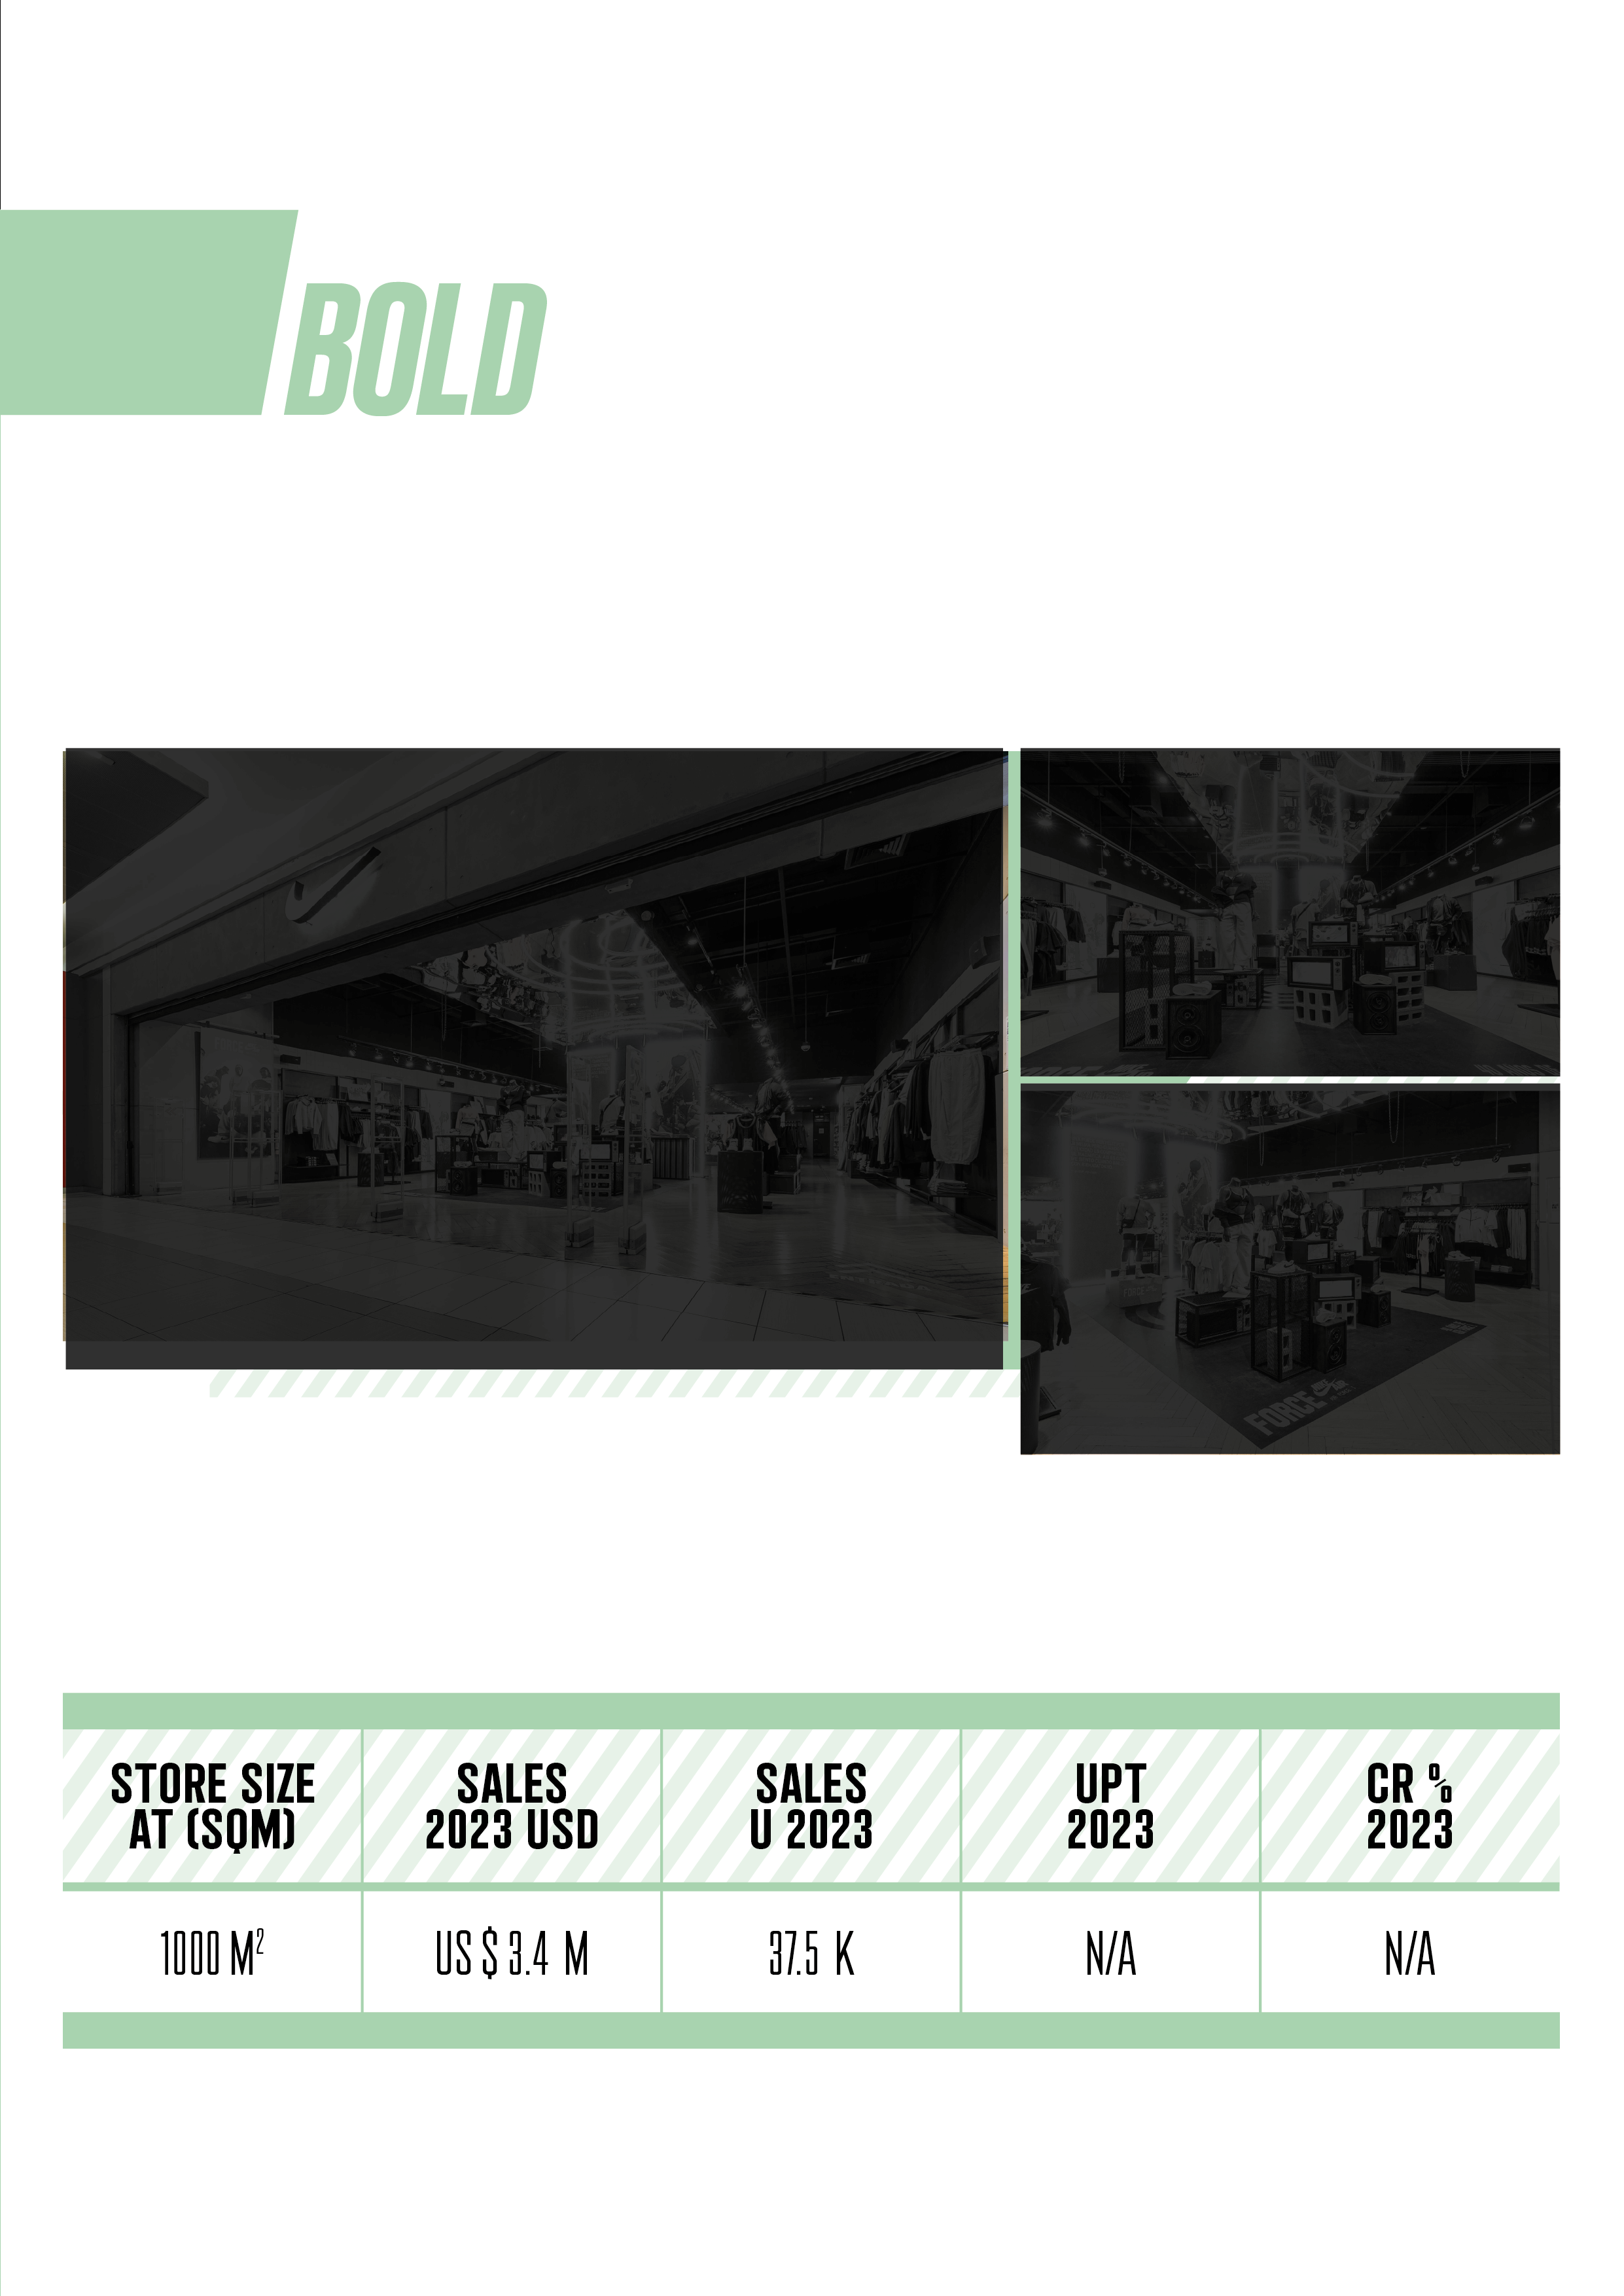 BOLD
FORCE
STORE SIZE
AT (SQM)
SALES
2023 USD
SALES
U 2023
UPT
2023
CR %
2023
1000 M²
US $ 3.4 M
37.5 K
N/A
N/A